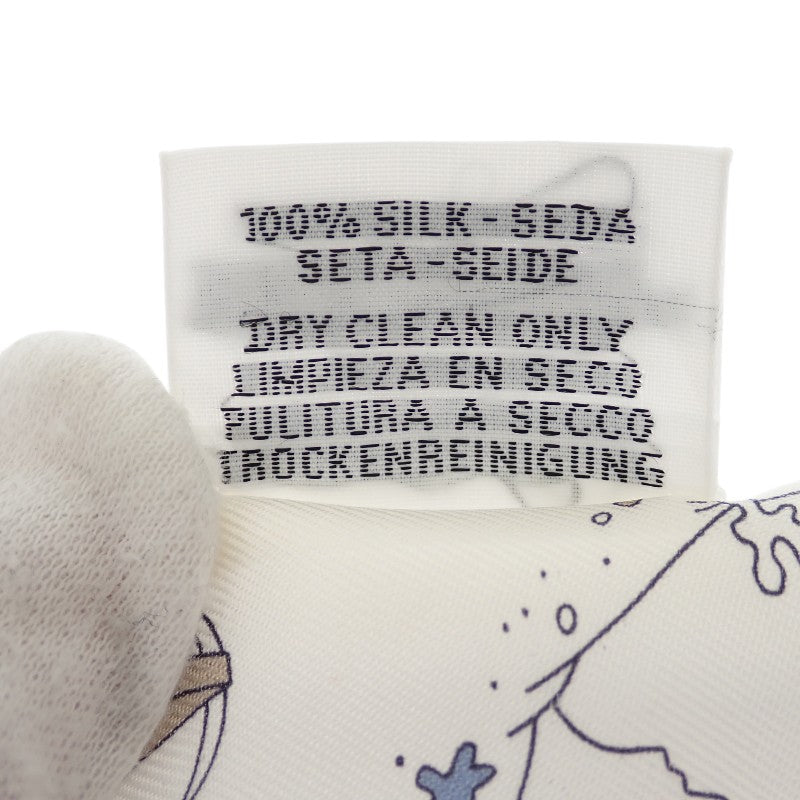 100% SILK - SEDA
SETA - SEIDE
DRY CLEAN ONLY
LIMPIEZA EN SECO
PULITURA A SECCO
TROCKENREINIGUNG